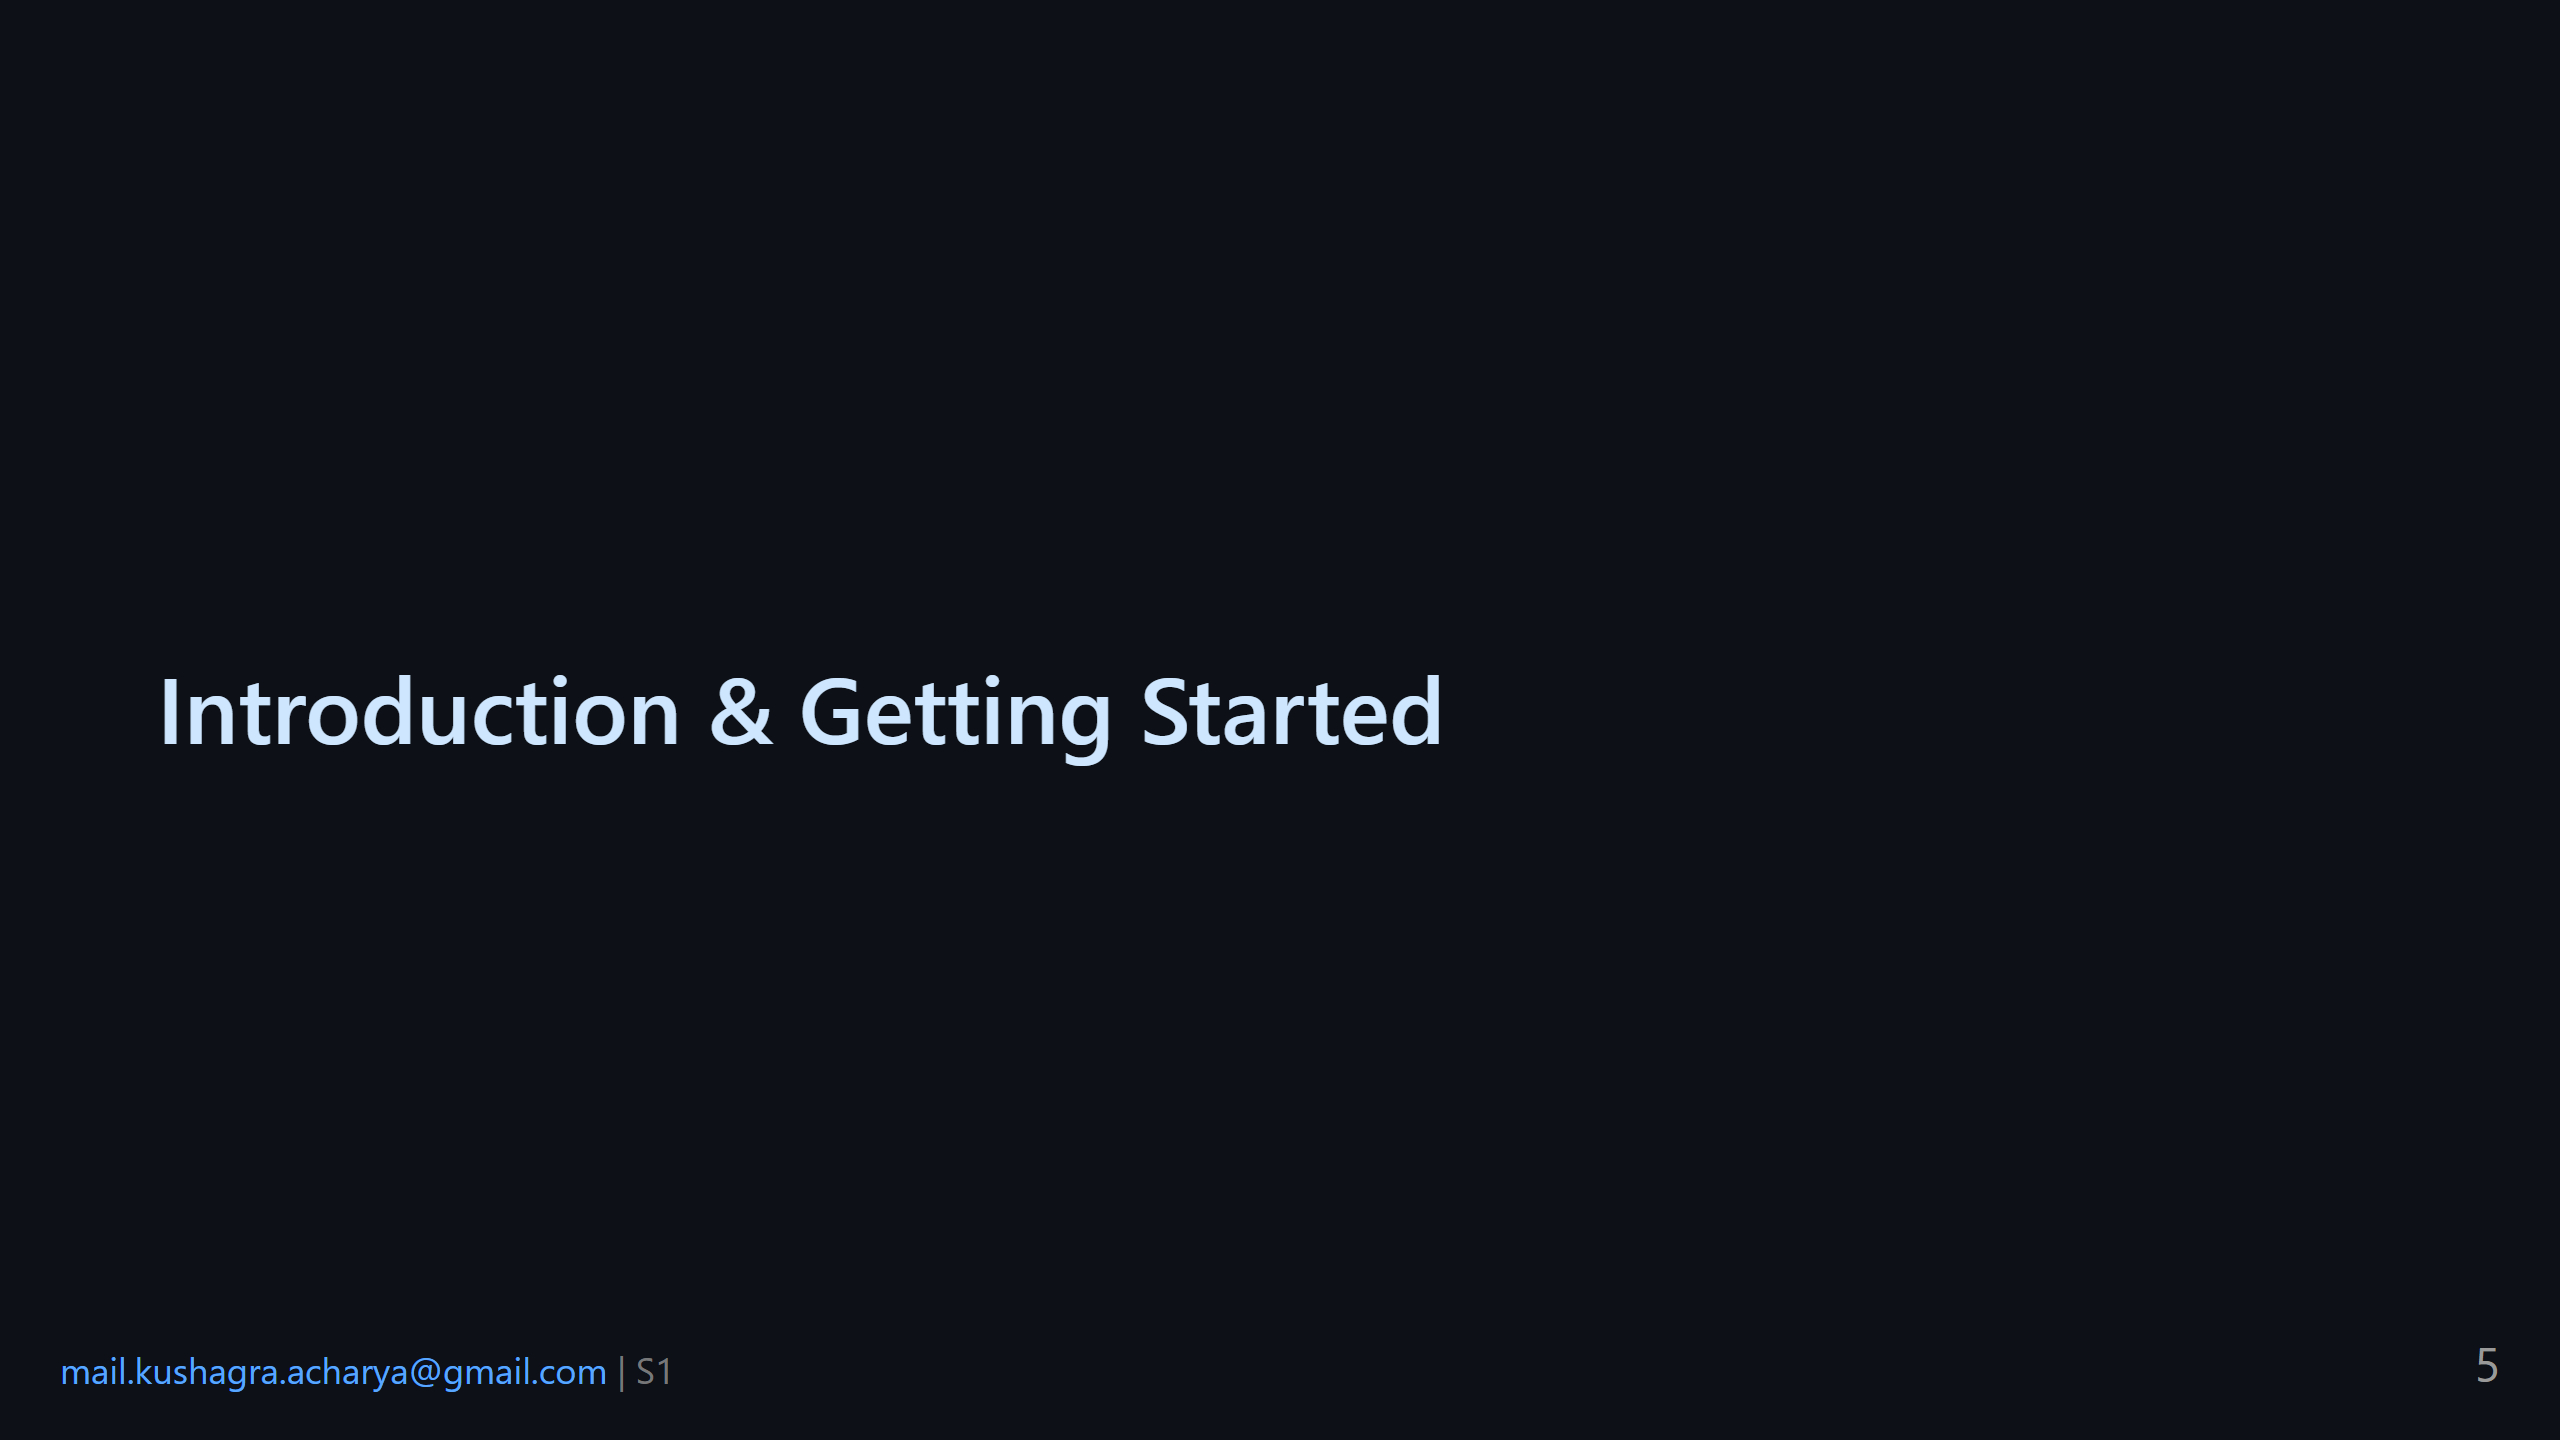 Introduction & Getting Started
mail.kushagra.acharya@gmail.com | S1
5